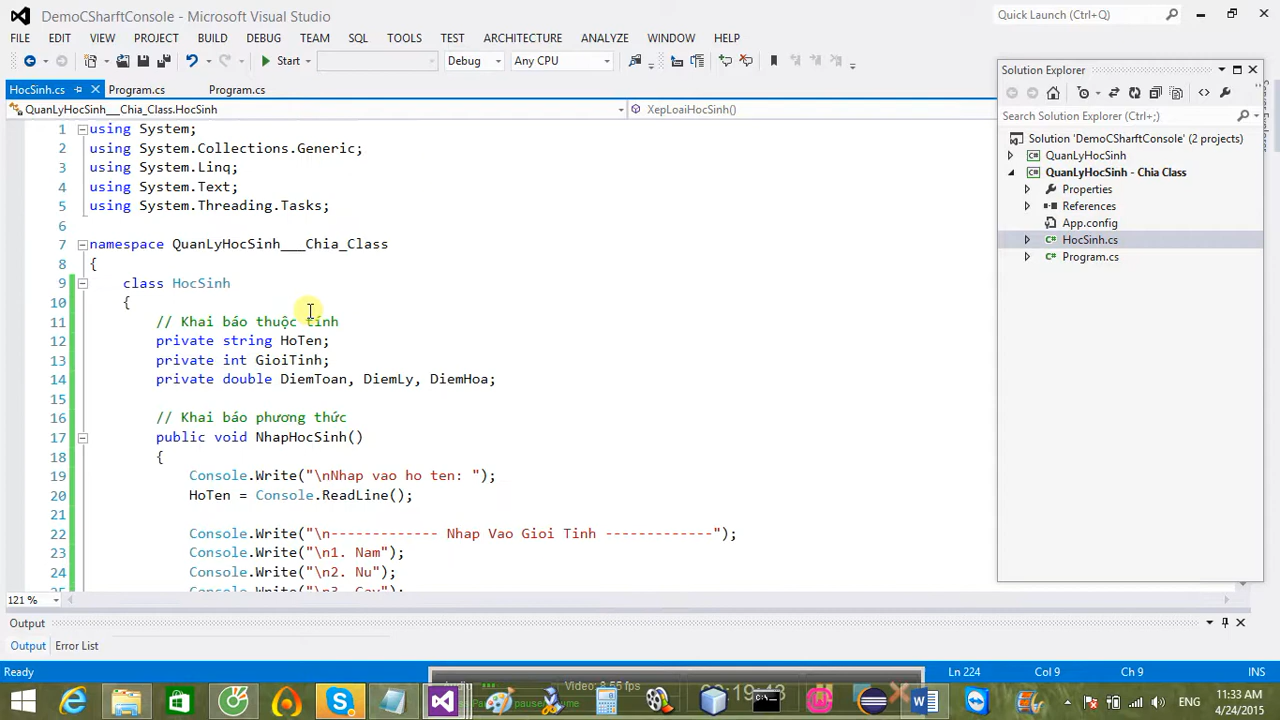 DemoCSharftConsole - Microsoft Visual Studio
Quick Launch (Ctrl+Q)
FILE EDIT VIEW PROJECT BUILD DEBUG TEAM SQL TOOLS TEST ARCHITECTURE ANALYZE WINDOW HELP
Start Debug Any CPU
HocSinh.cs Program.cs Program.cs
QuanLyHocSinh___Chia_Class.HocSinh XepLoaiHocSinh()
1 using System;
2 using System.Collections.Generic;
3 using System.Linq;
4 using System.Text;
5 using System.Threading.Tasks;
6
7 namespace QuanLyHocSinh___Chia_Class
8 {
9 class HocSinh
10 {
11 // Khai báo thuộc tính
12 private string HoTen;
13 private int GioiTinh;
14 private double DiemToan, DiemLy, DiemHoa;
15
16 // Khai báo phương thức
17 public void NhapHocSinh()
18 {
19 Console.Write("\nNhap vao ho ten: ");
20 HoTen = Console.ReadLine();
21
22 Console.Write("\n------------- Nhap Vao Gioi Tinh -------------");
23 Console.Write("\n1. Nam");
24 Console.Write("\n2. Nu");
25 Console.Write("\n3. Gay");
121 %
Solution Explorer
Search Solution Explorer (Ctrl+;)
Solution 'DemoCSharftConsole' (2 projects)
QuanLyHocSinh
QuanLyHocSinh - Chia Class
Properties
References
App.config
HocSinh.cs
Program.cs
Output
Output Error List
Ready Ln 224 Col 9 Ch 9 INS
ENG
11:33 AM
4/24/2015